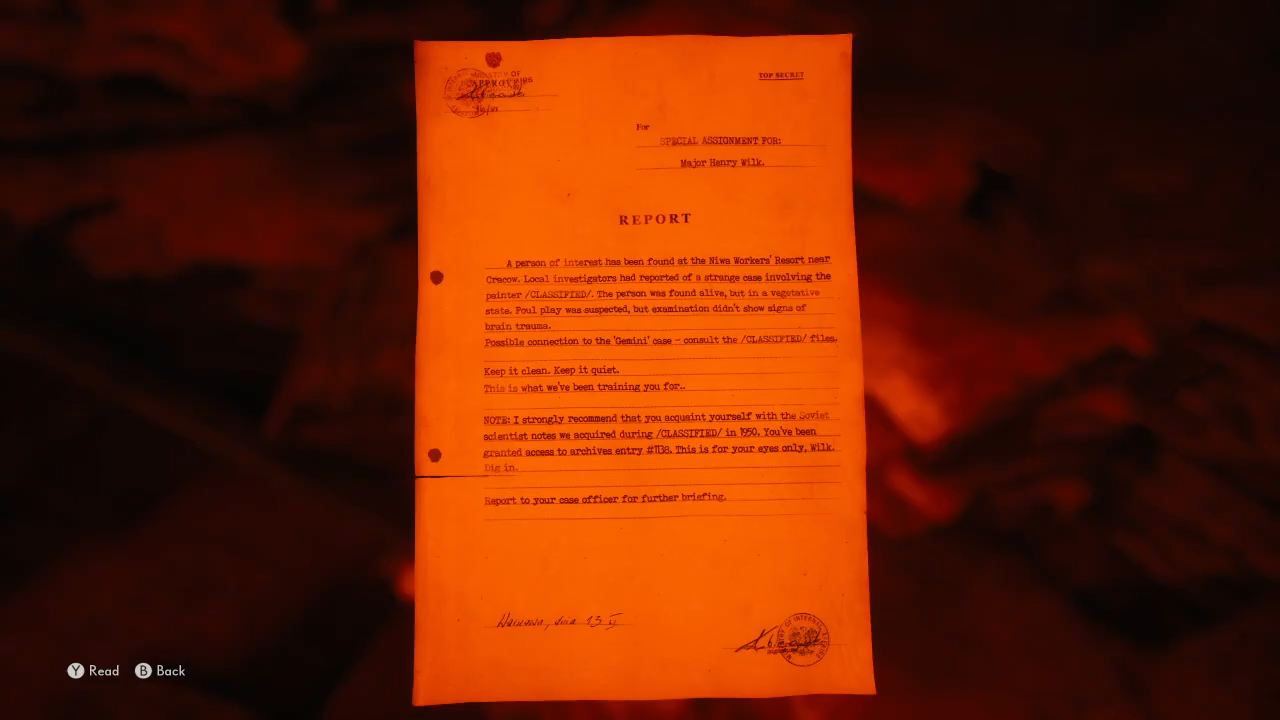 MINISTRY OF
TOP SECRET
For
SPECIAL ASSIGNMENT FOR:
Major Henry Wilk.
REPORT
A person of interest has been found at the Niwa Workers' Resort near
Cracow. Local investigators had reported of a strange case involving the
painter /CLASSIFIED/. The person was found alive, but in a vegetative
state. Foul play was suspected, but examination didn't show signs of
brain trauma.
Possible connection to the 'Gemini' case - consult the /CLASSIFIED/ files.
Keep it clean. Keep it quiet.
This is what we've been training you for..
NOTE: I strongly recommend that you acquaint yourself with the Soviet
scientist notes we acquired during /CLASSIFIED/ in 1950. You've been
granted access to archives entry #1138. This is for your eyes only, Wilk.
Dig in.
Report to your case officer for further briefing.
Y Read B Back